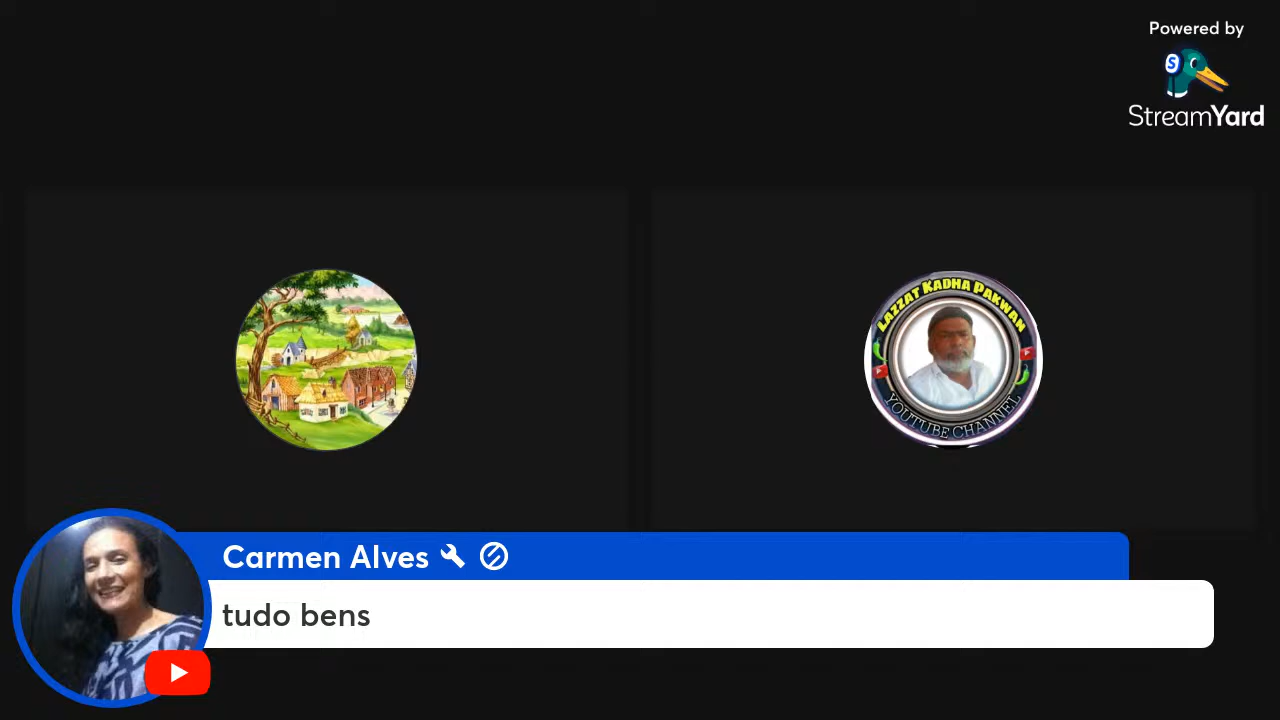 Powered by
StreamYard
LAZZAT KADHA PAKWAN
YOUTUBE CHANNEL
Carmen Alves
tudo bens